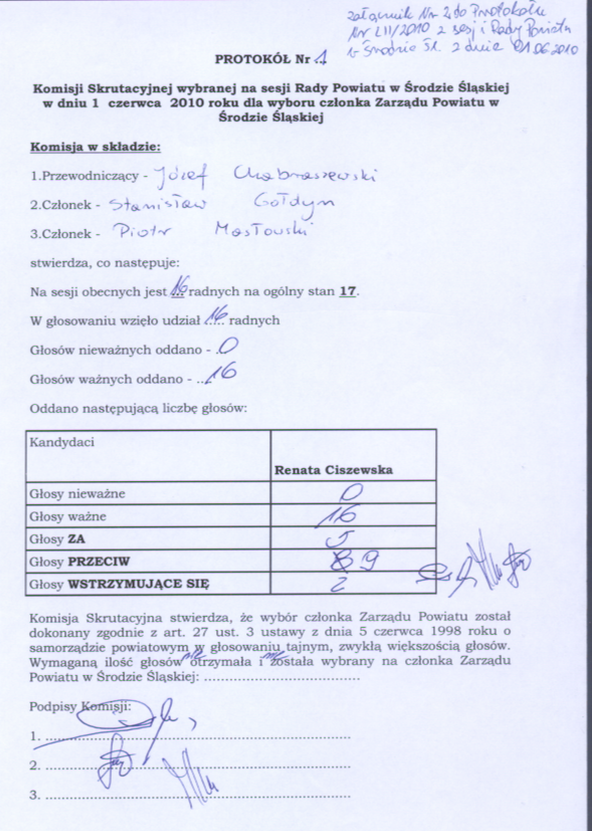 załącznik Nr 2 do Protokołu
Nr LII/2010 z sesji Rady Powiatu
w Środzie Śl. z dnia 01.06.2010
PROTOKÓŁ Nr 1
Komisji Skrutacyjnej wybranej na sesji Rady Powiatu w Środzie Śląskiej
w dniu 1 czerwca 2010 roku dla wyboru członka Zarządu Powiatu w
Środzie Śląskiej
Komisja w składzie:
1.Przewodniczący - Józef Chabraszewski
2.Członek - Stanisław Gołdyn
3.Członek - Piotr Masłowski
stwierdza, co następuje:
Na sesji obecnych jest 16 radnych na ogólny stan 17.
W głosowaniu wzięło udział 16 radnych
Głosów nieważnych oddano - 0
Głosów ważnych oddano - 16
Oddano następującą liczbę głosów:
Kandydaci
Renata Ciszewska
Głosy nieważne 0
Głosy ważne 16
Głosy ZA 5
Głosy PRZECIW 9
Głosy WSTRZYMUJĄCE SIĘ 2
Komisja Skrutacyjna stwierdza, że wybór członka Zarządu Powiatu został
dokonany zgodnie z art. 27 ust. 3 ustawy z dnia 5 czerwca 1998 roku o
samorządzie powiatowym w głosowaniu tajnym, zwykłą większością głosów.
Wymaganą ilość głosów nie otrzymała i nie została wybrany na członka Zarządu
Powiatu w Środzie Śląskiej: ........................................
Podpisy Komisji:
1. ................................................................................
2. ................................................................................
3. ................................................................................